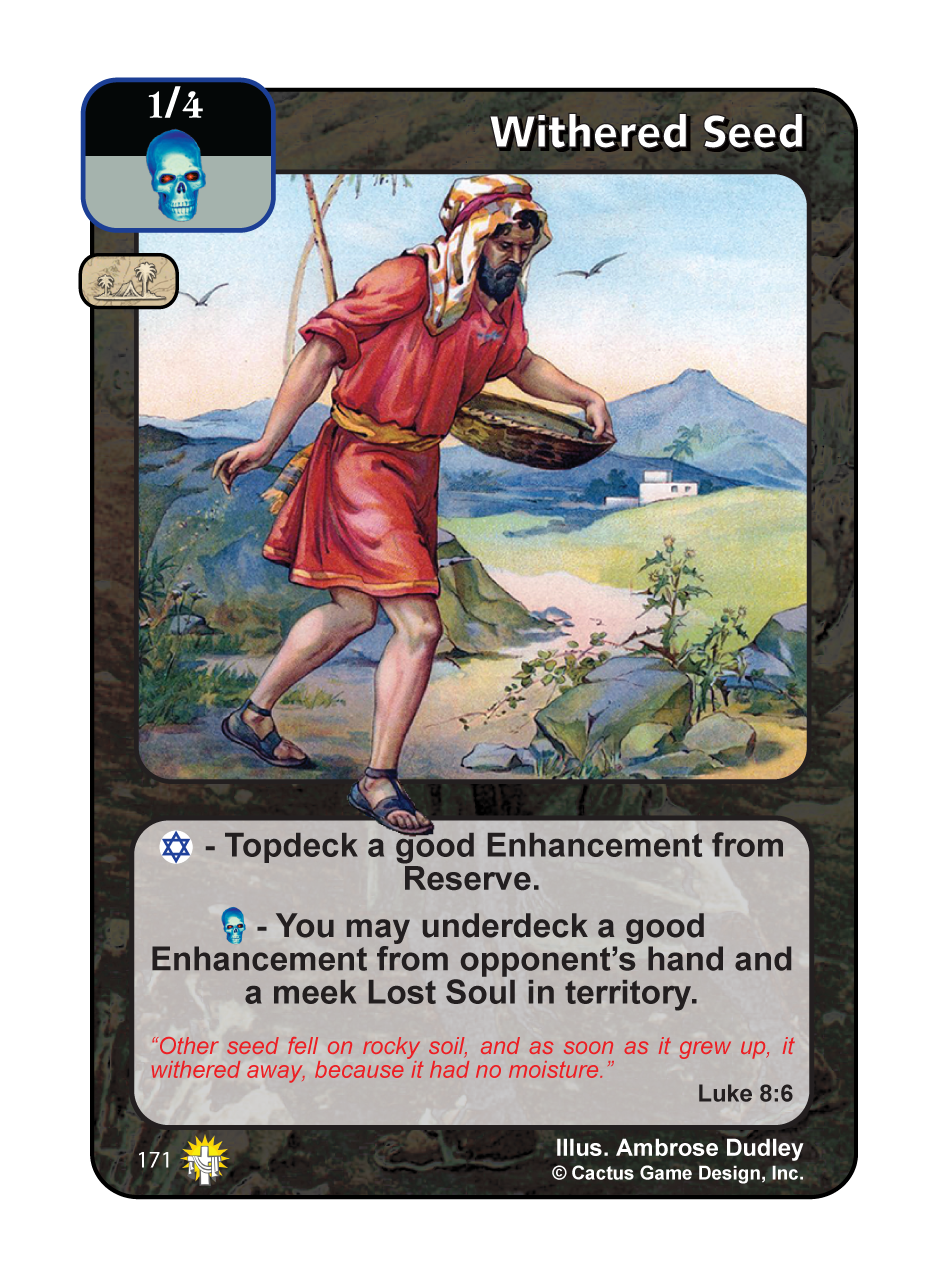 1/4
Withered Seed
- Topdeck a good Enhancement from
Reserve.
- You may underdeck a good
Enhancement from opponent’s hand and
a meek Lost Soul in territory.
“Other seed fell on rocky soil, and as soon as it grew up, it
withered away, because it had no moisture.”
Luke 8:6
171
Illus. Ambrose Dudley
© Cactus Game Design, Inc.